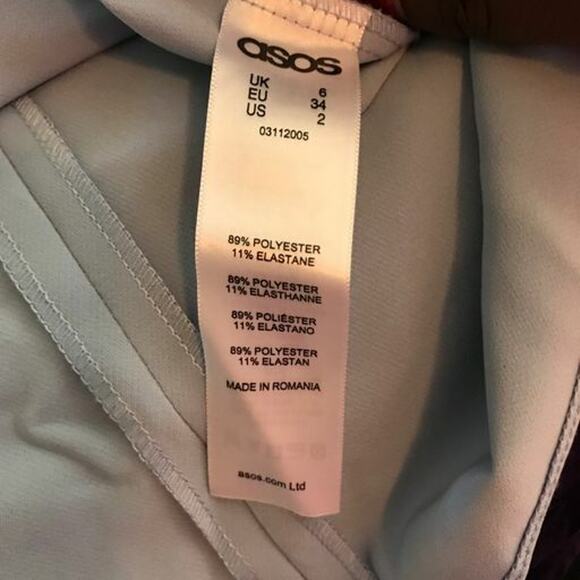 asos
UK 6
EU 34
US 2
03112005
89% POLYESTER
11% ELASTANE
89% POLYESTER
11% ELASTHANNE
89% POLIÉSTER
11% ELASTANO
89% POLYESTER
11% ELASTAN
MADE IN ROMANIA
asos.com Ltd